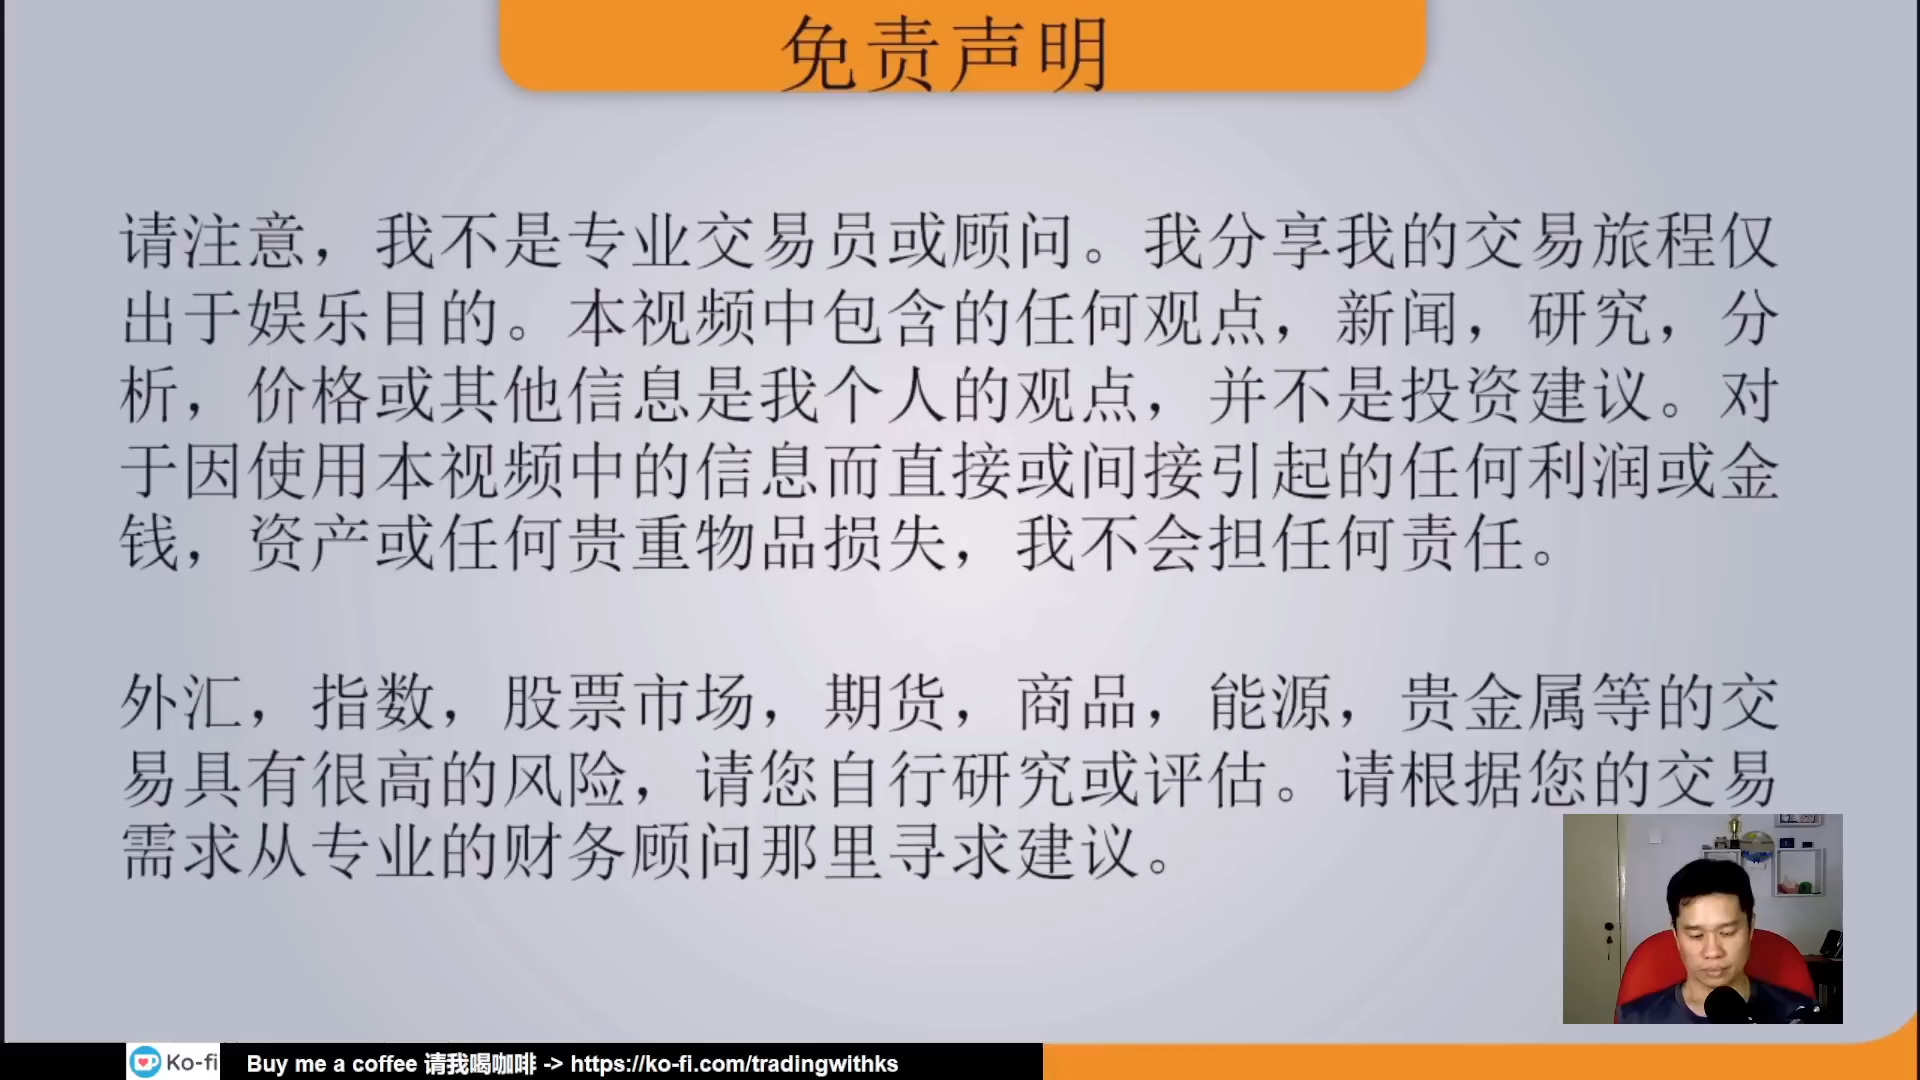 免责声明
请注意，我不是专业交易员或顾问。我分享我的交易旅程仅
出于娱乐目的。本视频中包含的任何观点，新闻，研究，分
析，价格或其他信息是我个人的观点，并不是投资建议。对
于因使用本视频中的信息而直接或间接引起的任何利润或金
钱，资产或任何贵重物品损失，我不会担任何责任。
外汇，指数，股票市场，期货，商品，能源，贵金属等的交
易具有很高的风险，请您自行研究或评估。请根据您的交易
需求从专业的财务顾问那里寻求建议。
Ko-fi Buy me a coffee 请我喝咖啡 -> https://ko-fi.com/tradingwithks